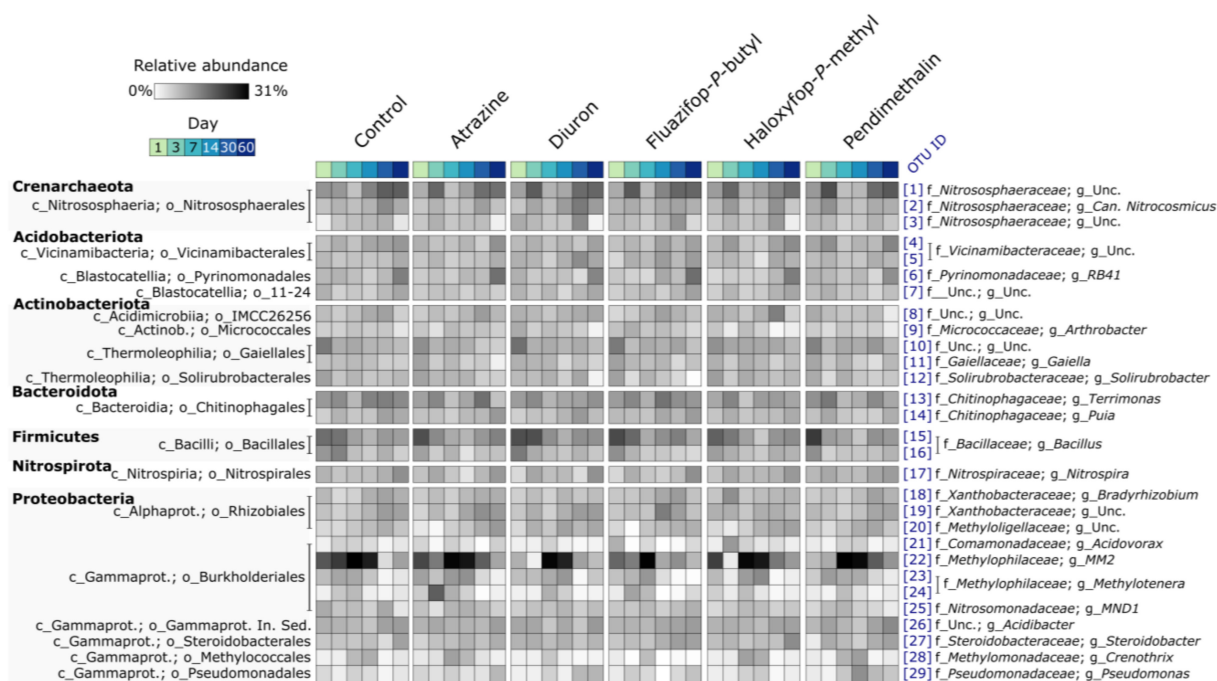 Relative abundance
0% 31%
Day
1 3 7 14 30 60
Control
Atrazine
Diuron
Fluazifop-P-butyl
Haloxyfop-P-methyl
Pendimethalin
OTU ID
Crenarchaeota
c_Nitrososphaeria; o_Nitrososphaerales
[1] f_Nitrososphaeraceae; g_Unc.
[2] f_Nitrososphaeraceae; g_Can. Nitrocosmicus
[3] f_Nitrososphaeraceae; g_Unc.
Acidobacteriota
c_Vicinamibacteria; o_Vicinamibacterales
[4]
[5]
f_Vicinamibacteraceae; g_Unc.
c_Blastocatellia; o_Pyrinomonadales
[6] f_Pyrinomonadaceae; g_RB41
c_Blastocatellia; o_11-24
[7] f__Unc.; g_Unc.
Actinobacteriota
c_Acidimicrobiia; o_IMCC26256
[8] f_Unc.; g_Unc.
c_Actinob.; o_Micrococcales
[9] f_Micrococcaceae; g_Arthrobacter
c_Thermoleophilia; o_Gaiellales
[10] f_Unc.; g_Unc.
[11] f_Gaiellaceae; g_Gaiella
c_Thermoleophilia; o_Solirubrobacterales
[12] f_Solirubrobacteraceae; g_Solirubrobacter
Bacteroidota
c_Bacteroidia; o_Chitinophagales
[13] f_Chitinophagaceae; g_Terrimonas
[14] f_Chitinophagaceae; g_Puia
Firmicutes
c_Bacilli; o_Bacillales
[15]
[16]
f_Bacillaceae; g_Bacillus
Nitrospirota
c_Nitrospiria; o_Nitrospirales
[17] f_Nitrospiraceae; g_Nitrospira
Proteobacteria
c_Alphaprot.; o_Rhizobiales
[18] f_Xanthobacteraceae; g_Bradyrhizobium
[19] f_Xanthobacteraceae; g_Unc.
[20] f_Methyloligellaceae; g_Unc.
c_Gammaprot.; o_Burkholderiales
[21] f_Comamonadaceae; g_Acidovorax
[22] f_Methylophilaceae; g_MM2
[23]
[24]
f_Methylophilaceae; g_Methylotenera
[25] f_Nitrosomonadaceae; g_MND1
c_Gammaprot.; o_Gammaprot. In. Sed.
[26] f_Unc.; g_Acidibacter
c_Gammaprot.; o_Steroidobacterales
[27] f_Steroidobacteraceae; g_Steroidobacter
c_Gammaprot.; o_Methylococcales
[28] f_Methylomonadaceae; g_Crenothrix
c_Gammaprot.; o_Pseudomonadales
[29] f_Pseudomonadaceae; g_Pseudomonas